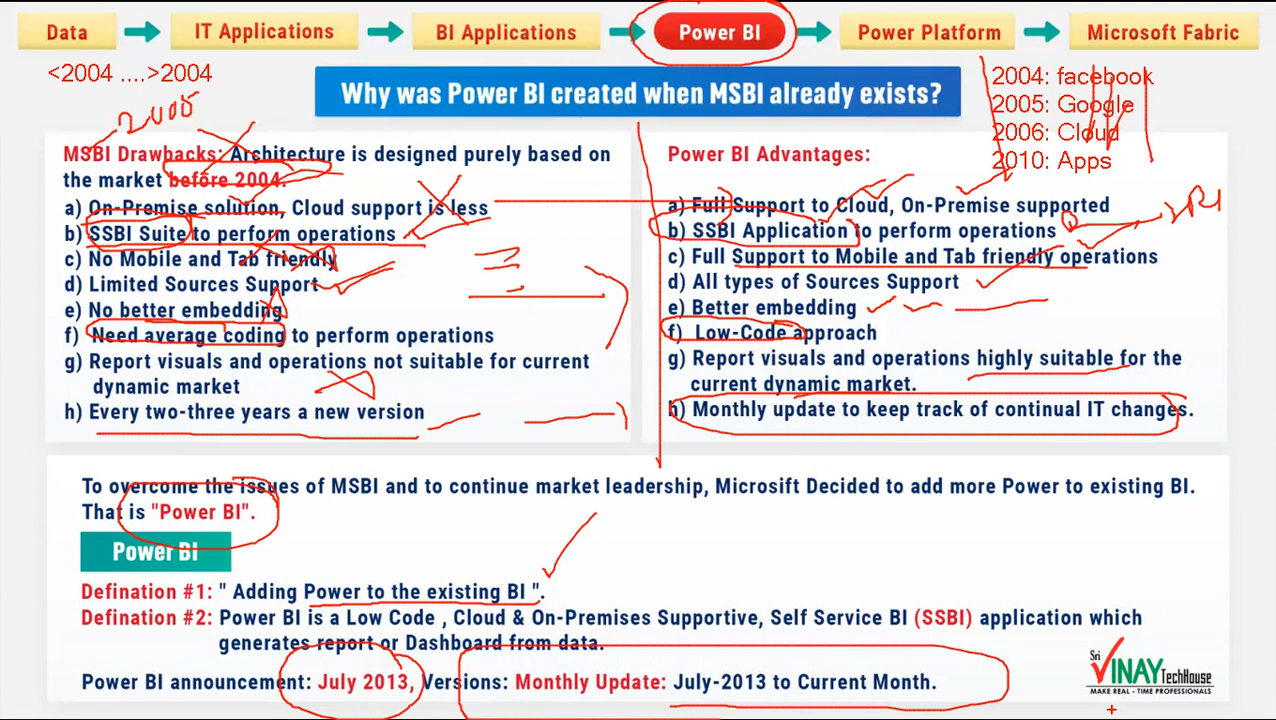 Data
IT Applications
BI Applications
Power BI
Power Platform
Microsoft Fabric
<2004 ....>2004
2005
Why was Power BI created when MSBI already exists?
2004: facebook
2005: Google
2006: Cloud
2010: Apps
MSBI Drawbacks: Architecture is designed purely based on
the market before 2004.
a) On-Premise solution, Cloud support is less
b) SSBI Suite to perform operations
c) No Mobile and Tab friendly
d) Limited Sources Support
e) No better embedding
f) Need average coding to perform operations
g) Report visuals and operations not suitable for current
dynamic market
h) Every two-three years a new version
Power BI Advantages:
a) Full Support to Cloud, On-Premise supported
b) SSBI Application to perform operations
c) Full Support to Mobile and Tab friendly operations
d) All types of Sources Support
e) Better embedding
f) Low-Code approach
g) Report visuals and operations highly suitable for the
current dynamic market.
h) Monthly update to keep track of continual IT changes.
To overcome the issues of MSBI and to continue market leadership, Microsift Decided to add more Power to existing BI.
That is "Power BI".
Power BI
Defination #1: " Adding Power to the existing BI ".
Defination #2: Power BI is a Low Code , Cloud & On-Premises Supportive, Self Service BI (SSBI) application which
generates report or Dashboard from data.
Power BI announcement: July 2013, Versions: Monthly Update: July-2013 to Current Month.
Sri
VINAY TechHouse
MAKE REAL - TIME PROFESSIONALS